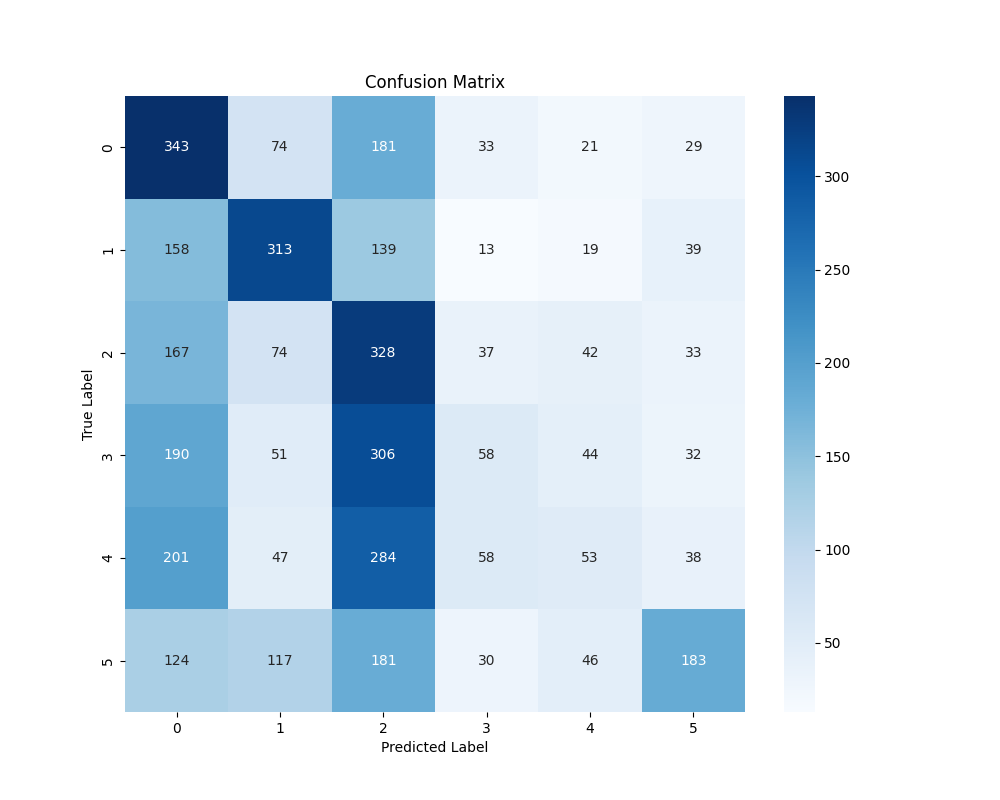 Confusion Matrix
0 343 74 181 33 21 29
1 158 313 139 13 19 39
2 167 74 328 37 42 33
3 190 51 306 58 44 32
4 201 47 284 58 53 38
5 124 117 181 30 46 183
0 1 2 3 4 5
True Label
Predicted Label
300
250
200
150
100
50